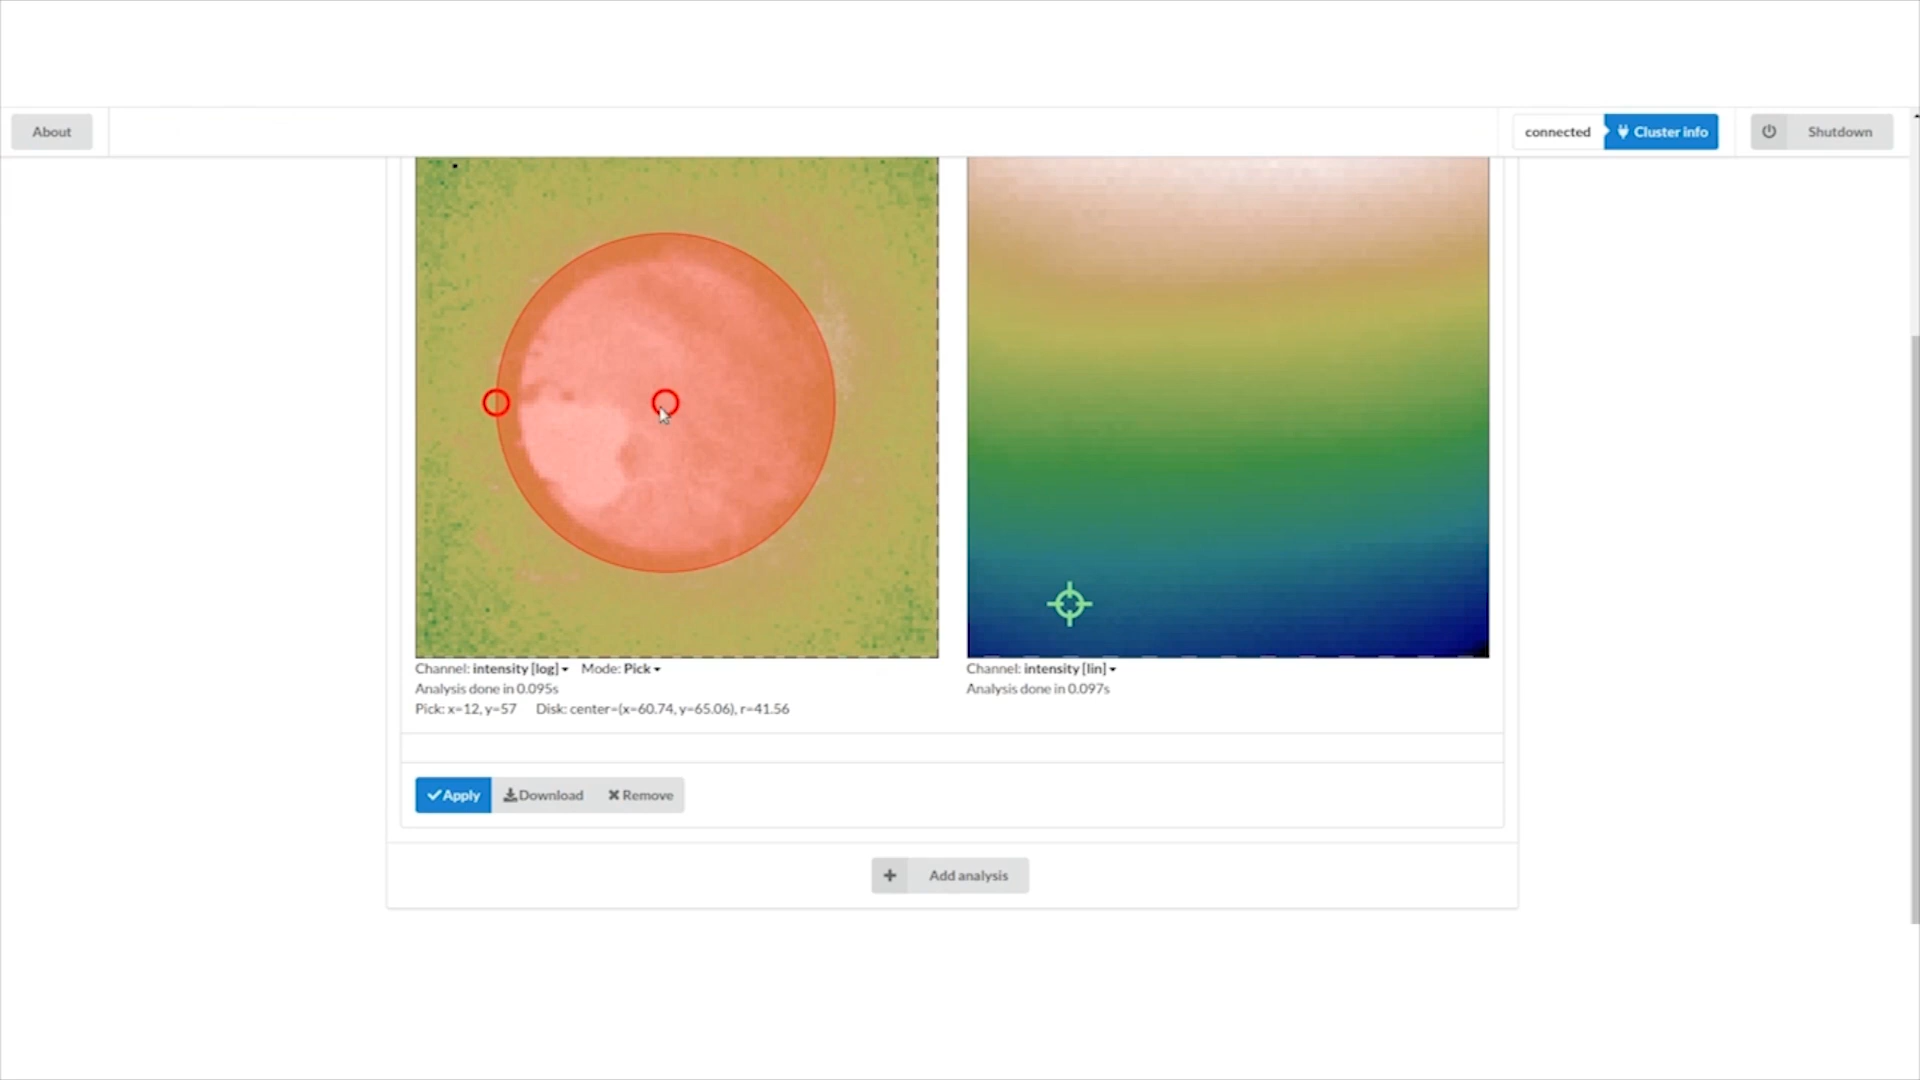 About
connected
Cluster info
Shutdown
Channel: intensity [log] Mode: Pick
Analysis done in 0.095s
Pick: x=12, y=57 Disk: center=(x=60.74, y=65.06), r=41.56
Channel: intensity [lin]
Analysis done in 0.097s
Apply
Download
Remove
Add analysis